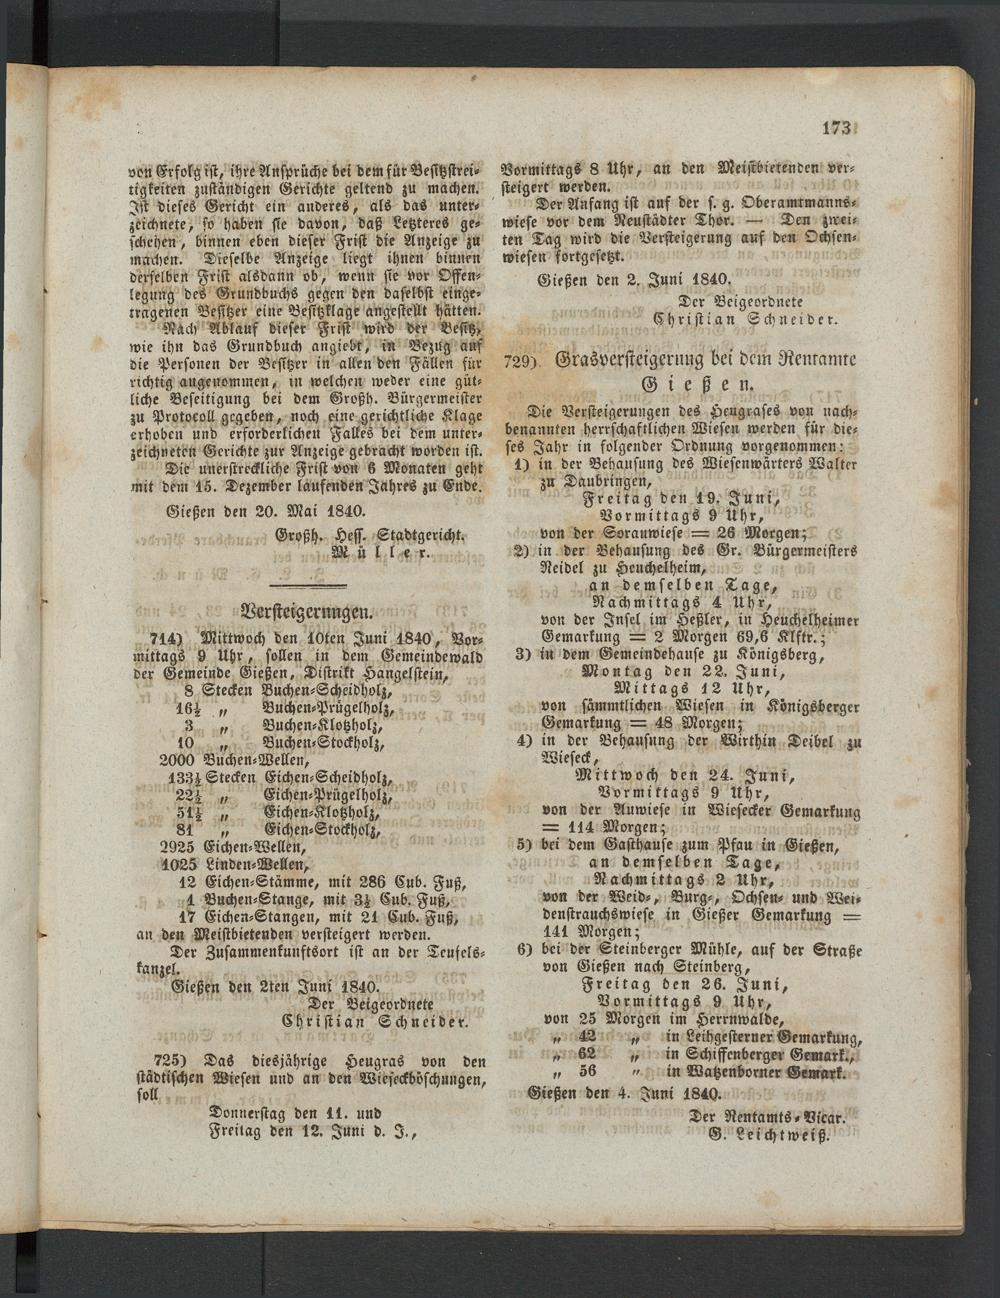 173
von Erfolg ist, ihre Ansprüche bei dem für Besitzstrei-
tigkeiten zuständigen Gerichte geltend zu machen.
Ist dieses Gericht ein anderes, als das unter-
zeichnete, so haben sie davon, daß Letzteres ge-
schehen, binnen eben dieser Frist die Anzeige zu
machen. Dieselbe Anzeige liegt ihnen binnen
derselben Frist alsdann ob, wenn sie vor Offen-
legung des Grundbuchs gegen den daselbst einge-
tragenen Besitzer eine Besitzklage angestellt hätten.
Nach Ablauf dieser Frist wird der Besitz,
wie ihn das Grundbuch angiebt, in Bezug auf
die Personen der Besitzer in allen den Fällen für
richtig angenommen, in welchen weder eine güt-
liche Beseitigung bei dem Großh. Bürgermeister
zu Protocoll gegeben, noch eine gerichtliche Klage
erhoben und erforderlichen Falles bei dem unter-
zeichneten Gerichte zur Anzeige gebracht worden ist.
Die unerstreckliche Frist von 6 Monaten geht
mit dem 15. Dezember laufenden Jahres zu Ende.
Gießen den 20. Mai 1840.
Großh. Hess. Stadtgericht.
Müller.
Versteigerungen.
714) Mittwoch den 10ten Juni 1840, Vor-
mittags 9 Uhr, sollen in dem Gemeindewald
der Gemeinde Gießen, Distrikt Hangelstein,
8 Stecken Buchen-Scheidholz,
16½ „ Buchen-Prügelholz,
3 „ Buchen-Klotzholz,
10 „ Buchen-Stockholz,
2000 Buchen-Wellen,
133½ Stecken Eichen-Scheidholz,
22½ „ Eichen-Prügelholz,
51½ „ Eichen-Klotzholz,
81 „ Eichen-Stockholz,
2925 Eichen-Wellen,
1025 Linden-Wellen,
12 Eichen-Stämme, mit 286 Cub. Fuß,
1 Buchen-Stange, mit 3½ Cub. Fuß,
17 Eichen-Stangen, mit 21 Cub. Fuß,
an den Meistbietenden versteigert werden.
Der Zusammenkunftsort ist an der Teufels-
kanzel.
Gießen den 2ten Juni 1840.
Der Beigeordnete
Christian Schneider.
725) Das diesjährige Heugras von den
städtischen Wiesen und an den Wieseckböschungen,
soll
Donnerstag den 11. und
Freitag den 12. Juni d. J.,
Vormittags 8 Uhr, an den Meistbietenden ver-
steigert werden.
Der Anfang ist auf der s. g. Oberamtmanns-
wiese vor dem Neustädter Thor. — Den zwei-
ten Tag wird die Versteigerung auf den Ochsen-
wiesen fortgesetzt.
Gießen den 2. Juni 1840.
Der Beigeordnete
Christian Schneider.
729) Grasversteigerung bei dem Rentamte
Gießen.
Die Versteigerungen des Heugrases von nach-
benannten herrschaftlichen Wiesen werden für die-
ses Jahr in folgender Ordnung vorgenommen:
1) in der Behausung des Wiesenwärters Walter
zu Daubringen,
Freitag den 19. Juni,
Vormittags 9 Uhr,
von der Sorauwiese = 26 Morgen;
2) in der Behausung des Gr. Bürgermeisters
Reidel zu Heuchelheim,
an demselben Tage,
Nachmittags 4 Uhr,
von der Insel im Heßler, in Heuchelheimer
Gemarkung = 2 Morgen 69,6 Klftr.;
3) in dem Gemeindehause zu Königsberg,
Montag den 22. Juni,
Mittags 12 Uhr,
von sämmtlichen Wiesen in Königsberger
Gemarkung = 48 Morgen;
4) in der Behausung der Wirthin Deibel zu
Wieseck,
Mittwoch den 24. Juni,
Vormittags 9 Uhr,
von der Auwiese in Wiesecker Gemarkung
= 114 Morgen;
5) bei dem Gasthause zum Pfau in Gießen,
an demselben Tage,
Nachmittags 2 Uhr,
von der Weid-, Burg-, Ochsen- und Wei-
denstrauchswiese in Gießer Gemarkung =
141 Morgen;
6) bei der Steinberger Mühle, auf der Straße
von Gießen nach Steinberg,
Freitag den 26. Juni,
Vormittags 9 Uhr,
von 25 Morgen im Herrnwalde,
„ 42 „ in Leihgesterner Gemarkung,
„ 62 „ in Schiffenberger Gemark.,
„ 56 „ in Watzenborner Gemark.
Gießen den 4. Juni 1840.
Der Rentamts-Vicar.
G. Leichtweiß.